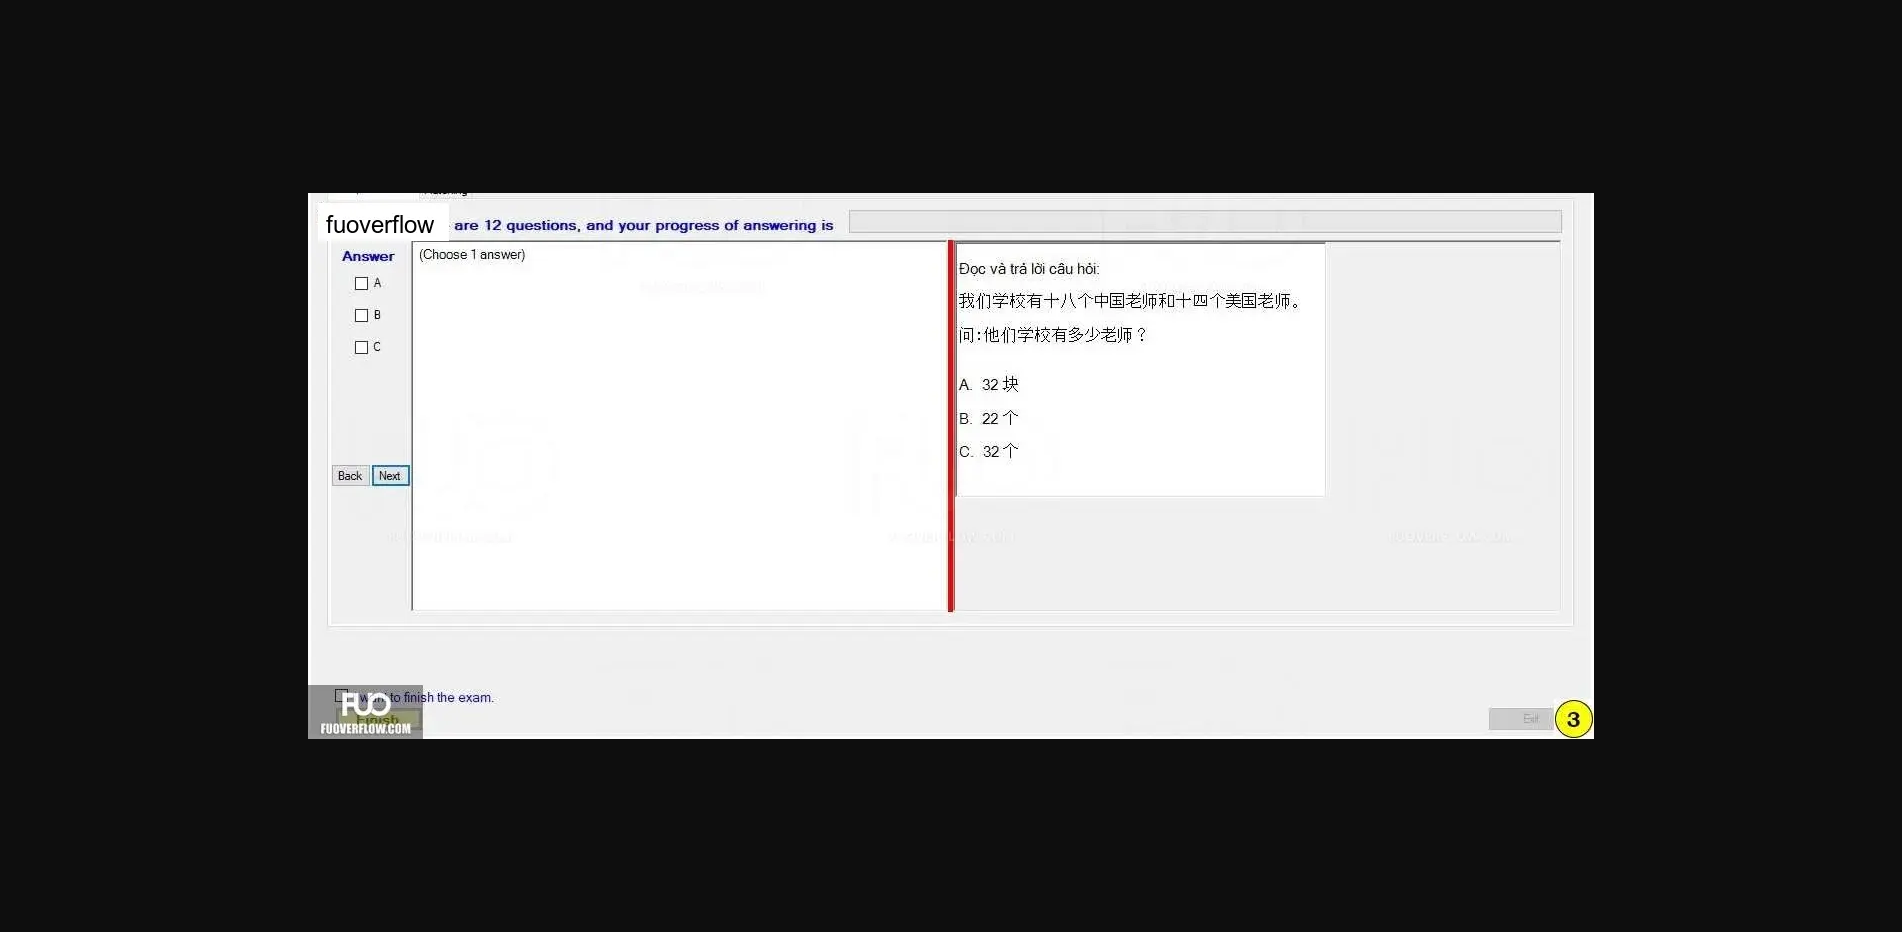 fuoverflow are 12 questions, and your progress of answering is
Answer
(Choose 1 answer)
A
B
C
Back Next
Đọc và trả lời câu hỏi:
我们学校有十八个中国老师和十四个美国老师。
问:他们学校有多少老师？
A. 32 块
B. 22 个
C. 32 个
want to finish the exam.
Finish
FUO
FUOVERFLOW.COM
Exit
3